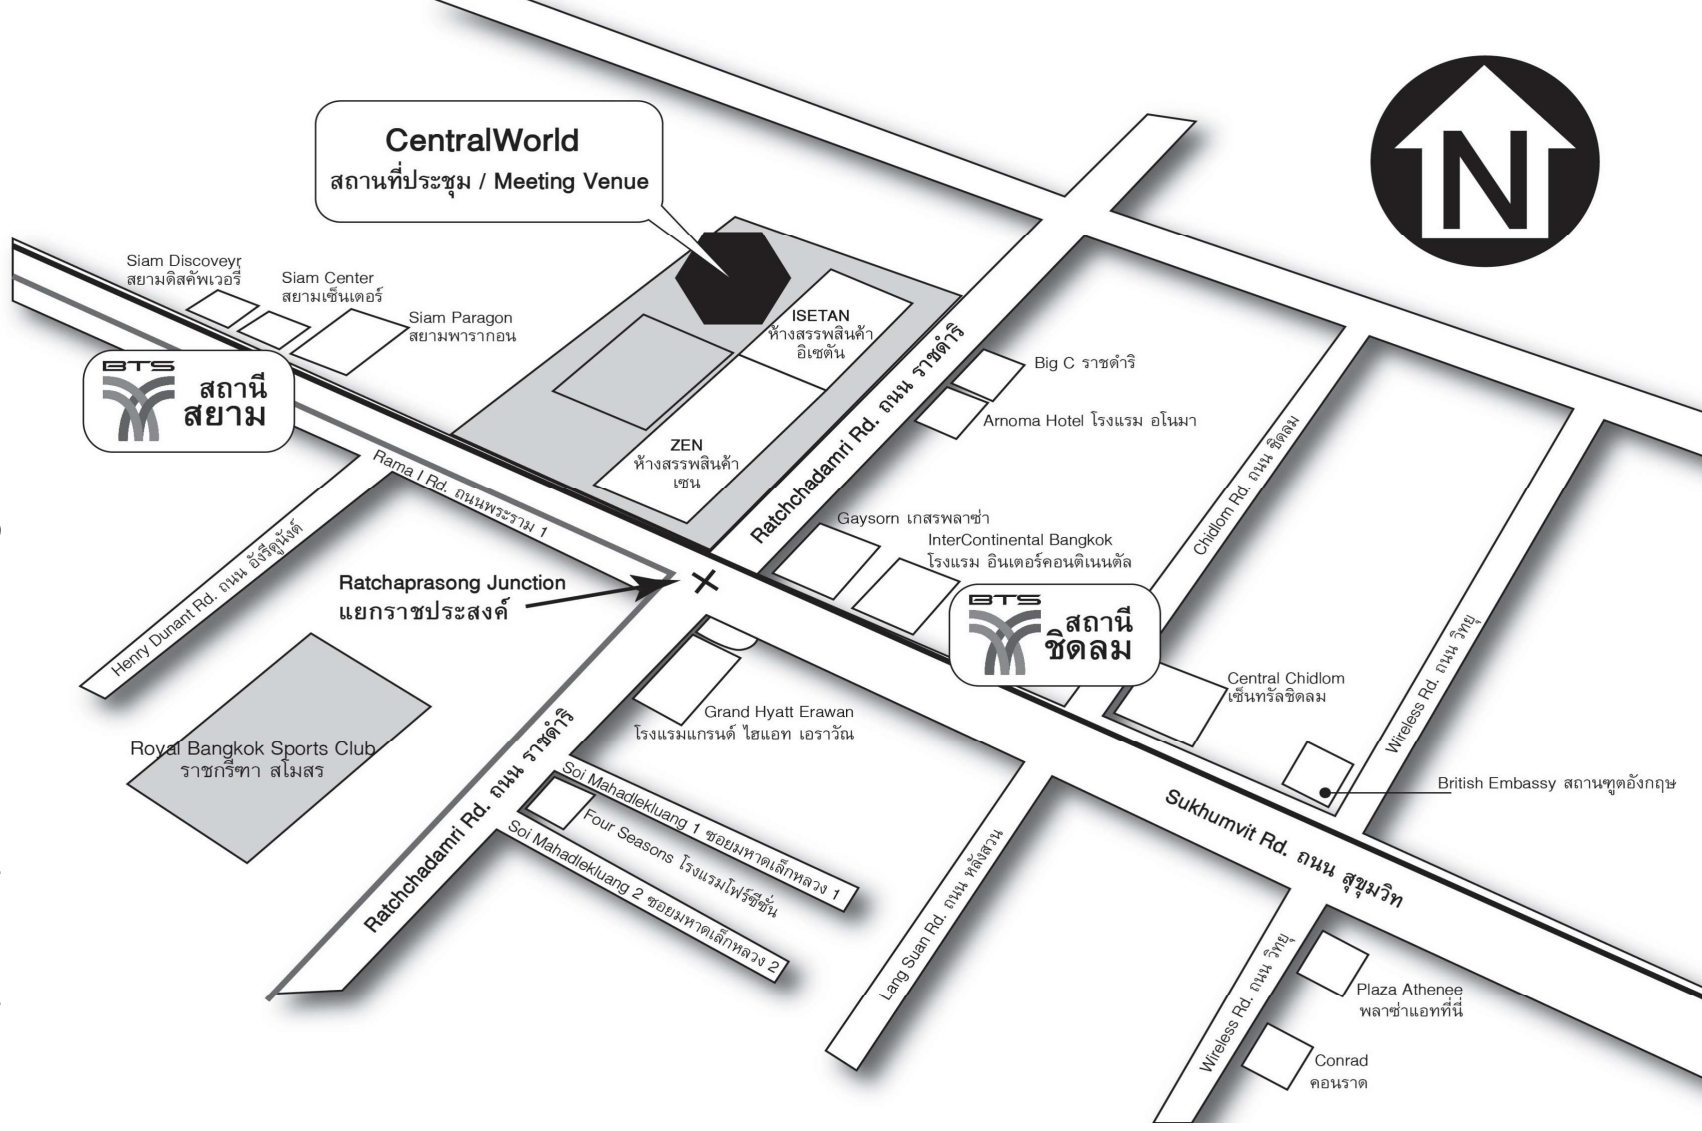 CentralWorld
สถานที่ประชุม / Meeting Venue
N
Siam Discoveyr
สยามดิสคัพเวอรี่
Siam Center
สยามเซ็นเตอร์
Siam Paragon
สยามพารากอน
BTS
สถานี
สยาม
ISETAN
ห้างสรรพสินค้า
อิเซตัน
ZEN
ห้างสรรพสินค้า
เซน
Ratchchadamri Rd. ถนน ราชดำริ
Big C ราชดำริ
Arnoma Hotel โรงแรม อโนมา
Chidlom Rd. ถนน ชิดลม
Rama I Rd. ถนนพระราม 1
Henry Dunant Rd. ถนน อังรีดูนังต์
Gaysorn เกสรพลาซ่า
InterContinental Bangkok
โรงแรม อินเตอร์คอนติเนนตัล
Ratchaprasong Junction
แยกราชประสงค์
BTS
สถานี
ชิดลม
Wireless Rd. ถนน วิทยุ
Central Chidlom
เซ็นทรัลชิดลม
Grand Hyatt Erawan
โรงแรมแกรนด์ ไฮแอท เอราวัณ
Royal Bangkok Sports Club
ราชกรีฑา สโมสร
Ratchchadamri Rd. ถนน ราชดำริ
Soi Mahadlekluang 1 ซอยมหาดเล็กหลวง 1
Four Seasons โรงแรมโฟร์ซีซั่น
Soi Mahadlekluang 2 ซอยมหาดเล็กหลวง 2
British Embassy สถานฑูตอังกฤษ
Sukhumvit Rd. ถนน สุขุมวิท
Lang Suan Rd. ถนน หลังสวน
Wireless Rd. ถนน วิทยุ
Plaza Athenee
พลาซ่าแอทที่นี่
Conrad
คอนราด